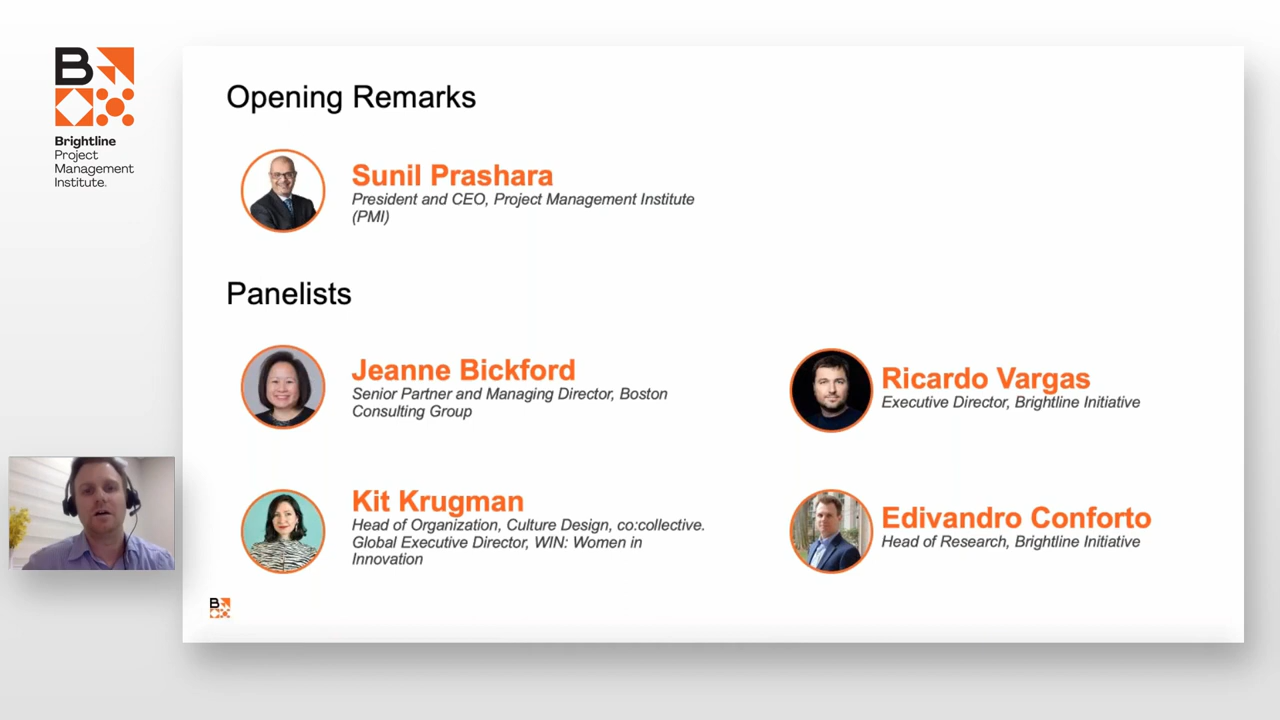 B
Brightline
Project
Management
Institute.
Opening Remarks
Sunil Prashara
President and CEO, Project Management Institute
(PMI)
Panelists
Jeanne Bickford
Senior Partner and Managing Director, Boston
Consulting Group
Ricardo Vargas
Executive Director, Brightline Initiative
Kit Krugman
Head of Organization, Culture Design, co:collective.
Global Executive Director, WIN: Women in
Innovation
Edivandro Conforto
Head of Research, Brightline Initiative
B